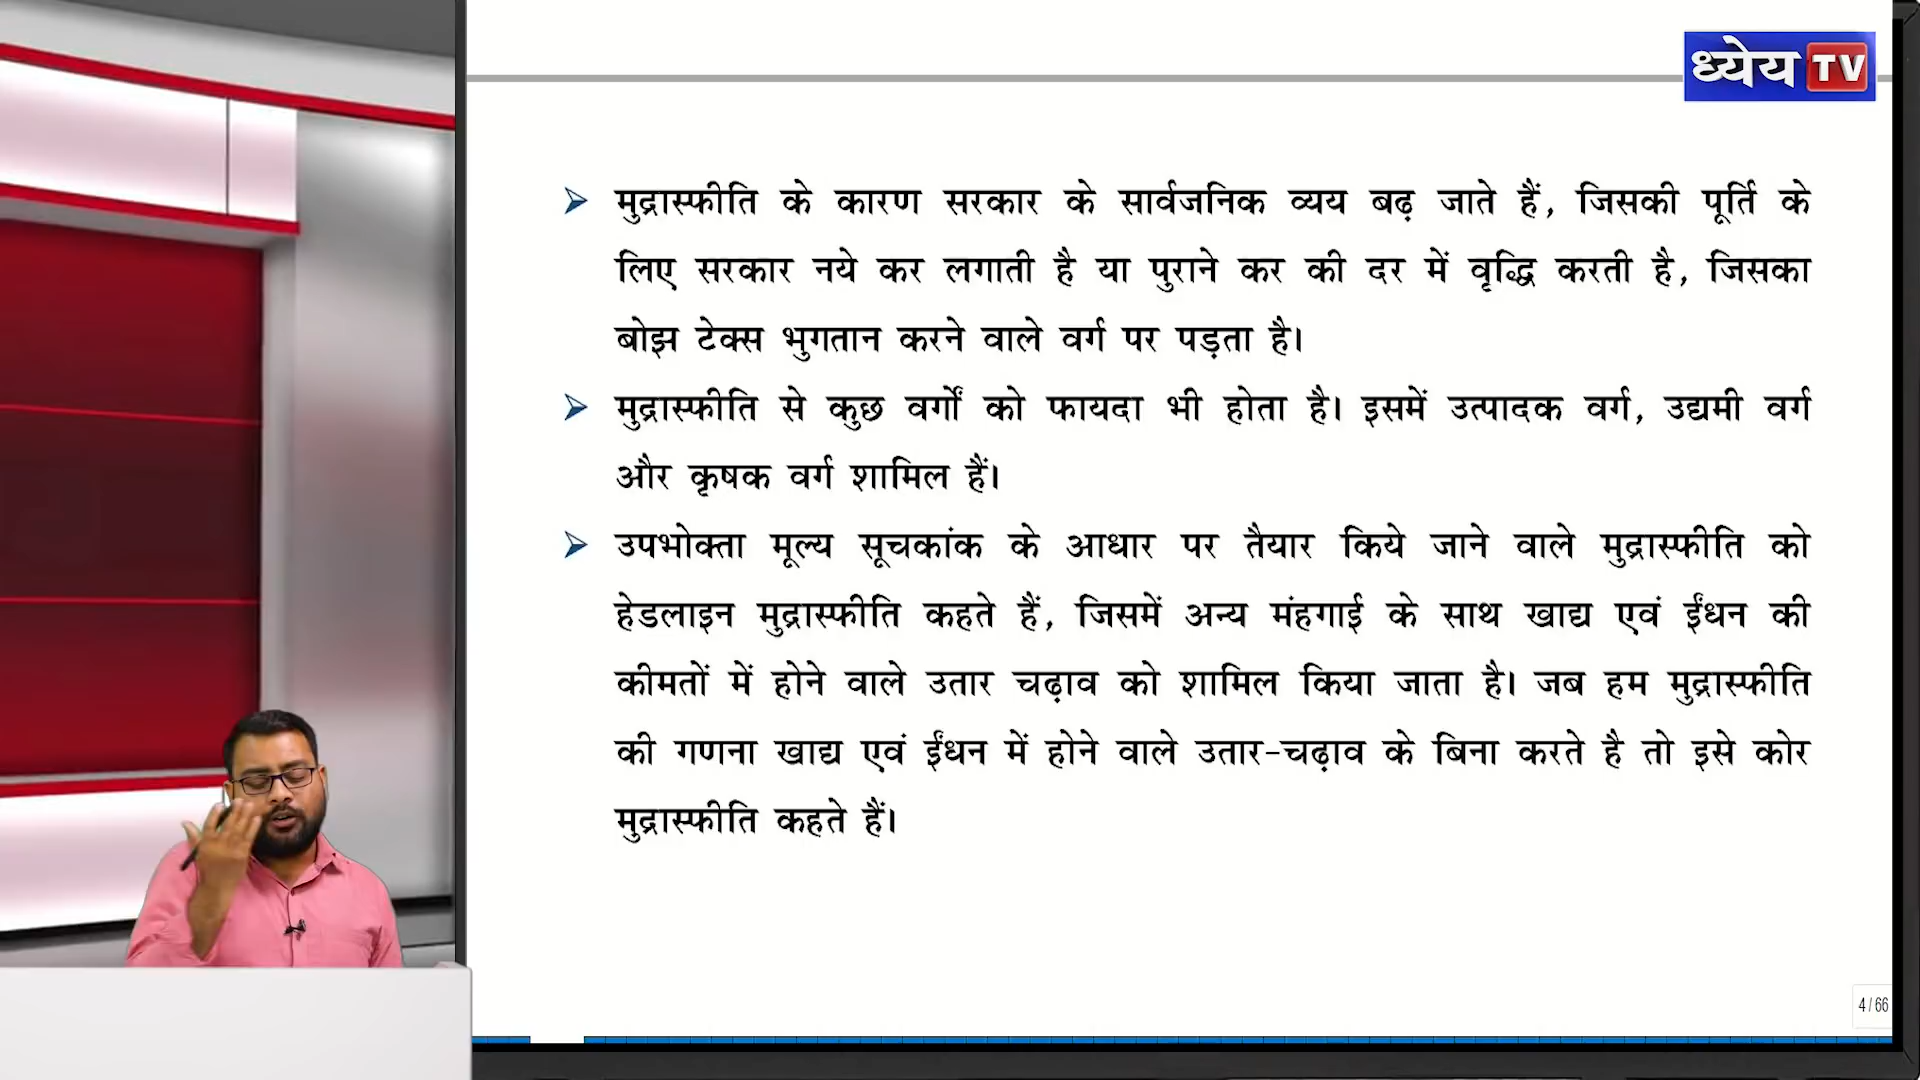 ध्येय TV
➢ मुद्रास्फीति के कारण सरकार के सार्वजनिक व्यय बढ़ जाते हैं, जिसकी पूर्ति के
लिए सरकार नये कर लगाती है या पुराने कर की दर में वृद्धि करती है, जिसका
बोझ टेक्स भुगतान करने वाले वर्ग पर पड़ता है।
➢ मुद्रास्फीति से कुछ वर्गों को फायदा भी होता है। इसमें उत्पादक वर्ग, उद्यमी वर्ग
और कृषक वर्ग शामिल हैं।
➢ उपभोक्ता मूल्य सूचकांक के आधार पर तैयार किये जाने वाले मुद्रास्फीति को
हेडलाइन मुद्रास्फीति कहते हैं, जिसमें अन्य मंहगाई के साथ खाद्य एवं ईंधन की
कीमतों में होने वाले उतार चढ़ाव को शामिल किया जाता है। जब हम मुद्रास्फीति
की गणना खाद्य एवं ईंधन में होने वाले उतार-चढ़ाव के बिना करते है तो इसे कोर
मुद्रास्फीति कहते हैं।
4 / 66